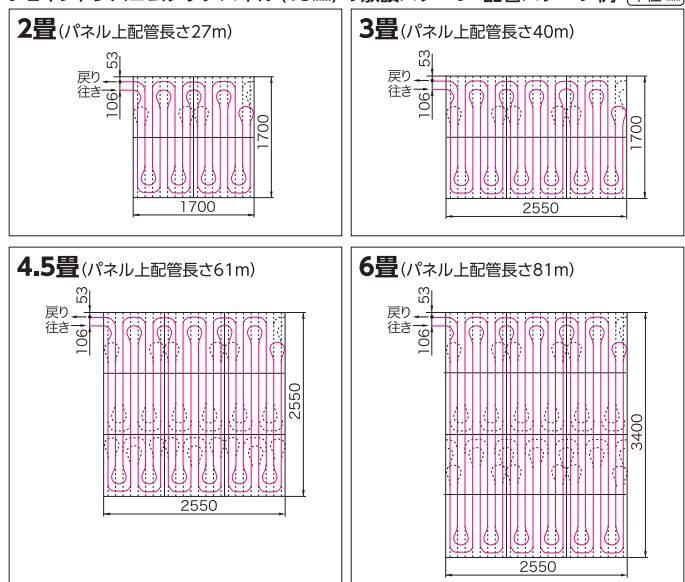 2畳(パネル上配管長さ27m)
53
戻り
往き
106
1700
1700
3畳(パネル上配管長さ40m)
53
戻り
往き
106
1700
2550
4.5畳(パネル上配管長さ61m)
53
戻り
往き
106
2550
2550
6畳(パネル上配管長さ81m)
53
戻り
往き
106
3400
2550